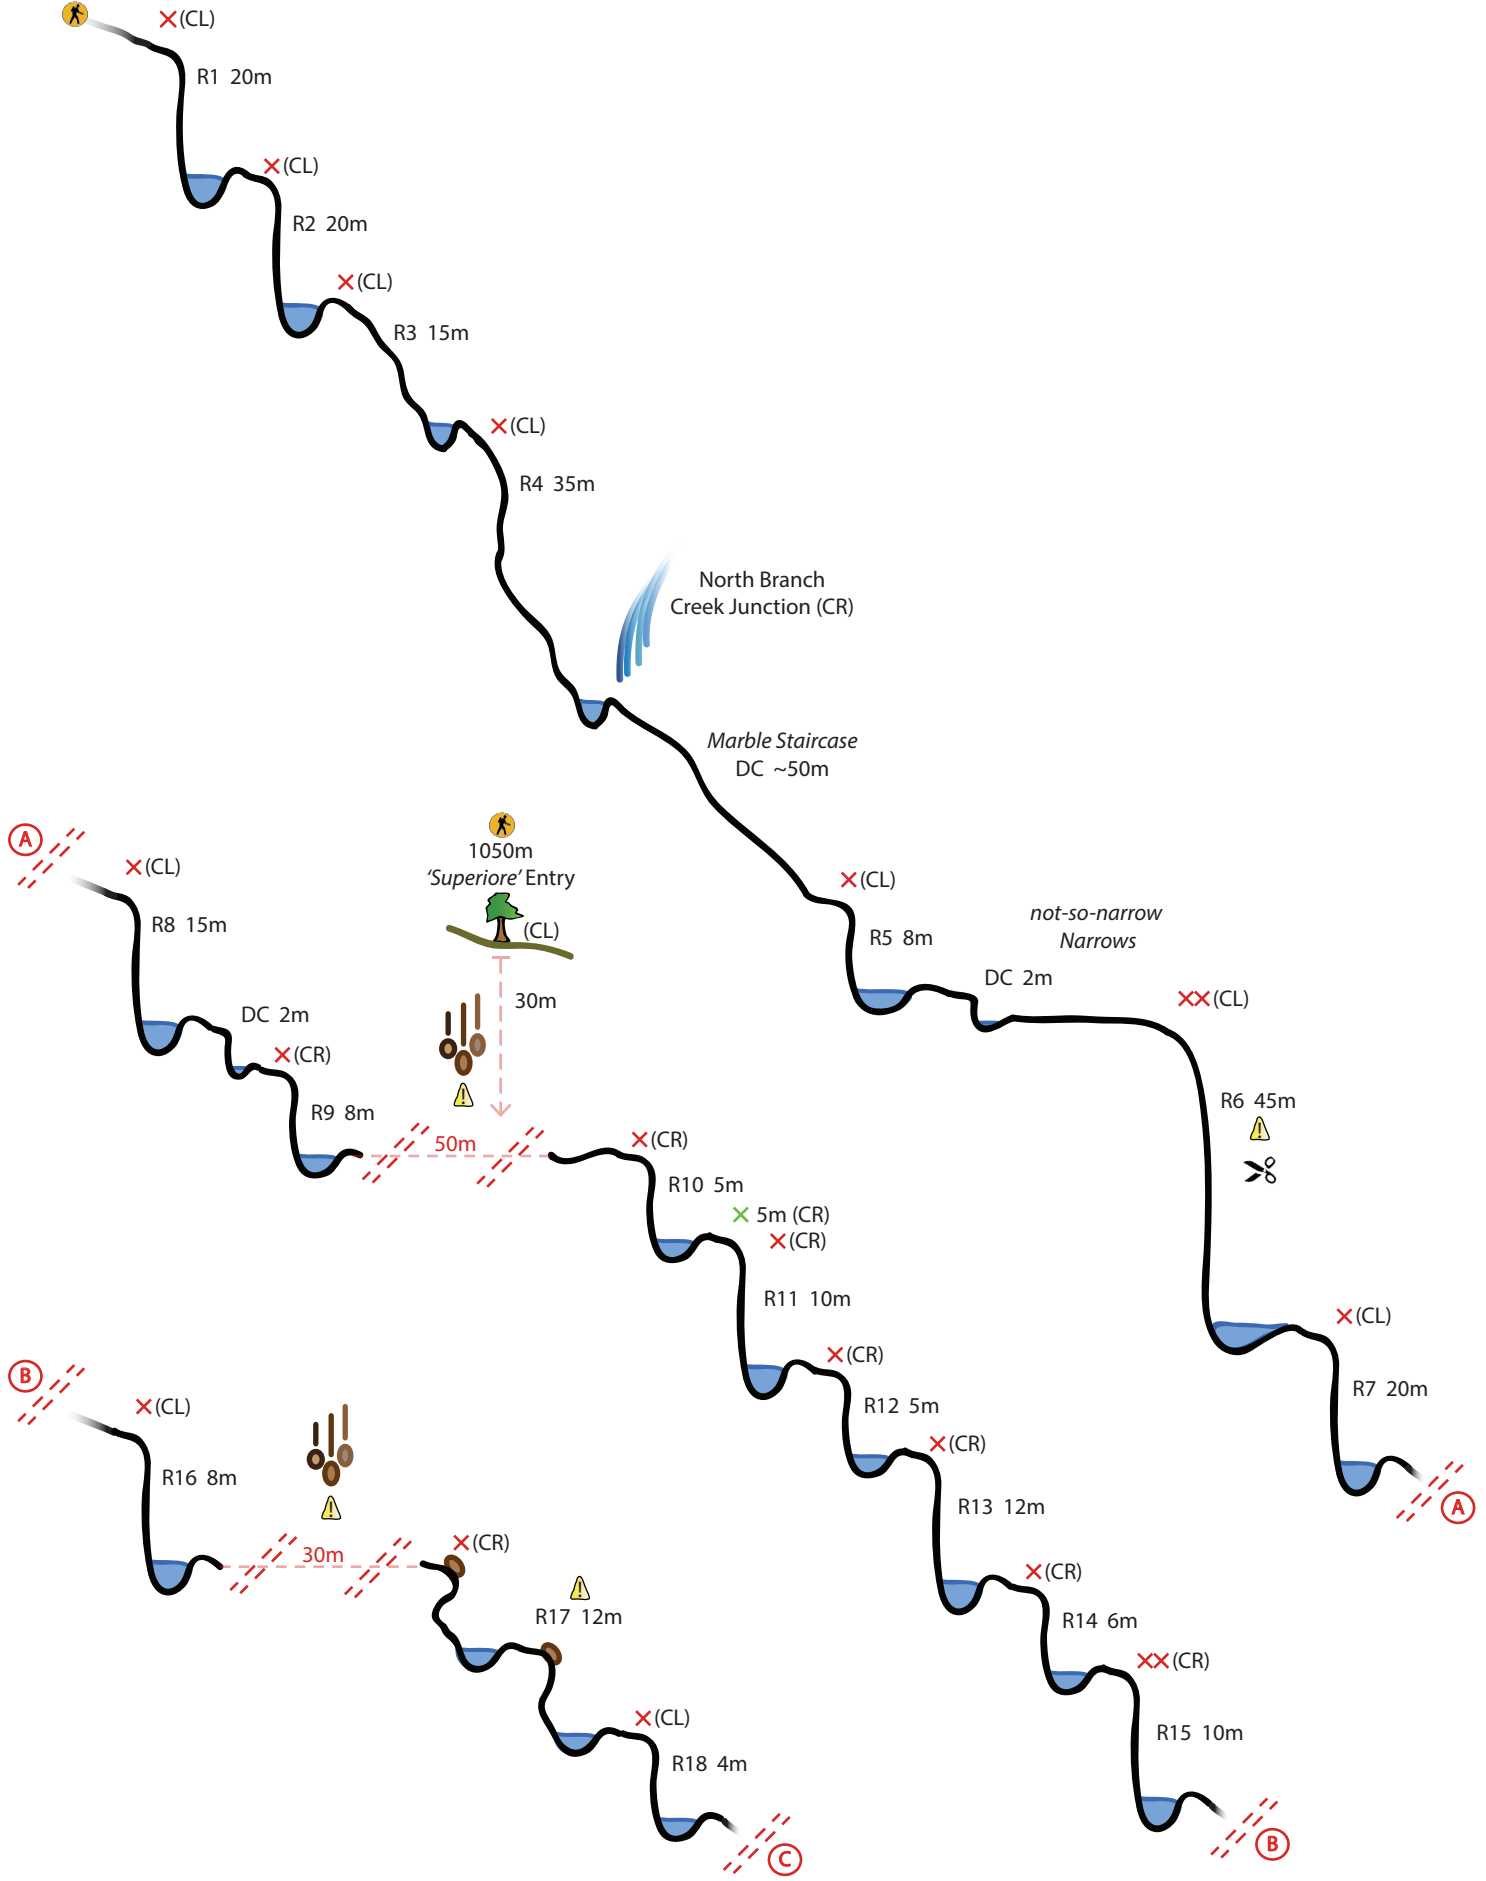 (CL)
R1 20m
(CL)
R2 20m
(CL)
R3 15m
(CL)
R4 35m
North Branch
Creek Junction (CR)
Marble Staircase
DC ~50m
(CL)
R5 8m
not-so-narrow
Narrows
DC 2m
(CL)
R6 45m
(CL)
R7 20m
A
A
(CL)
R8 15m
DC 2m
(CR)
R9 8m
1050m
'Superiore' Entry
(CL)
30m
50m
(CR)
R10 5m
5m (CR)
(CR)
R11 10m
(CR)
R12 5m
(CR)
R13 12m
(CR)
R14 6m
(CR)
R15 10m
B
B
(CL)
R16 8m
30m
(CR)
R17 12m
(CL)
R18 4m
C